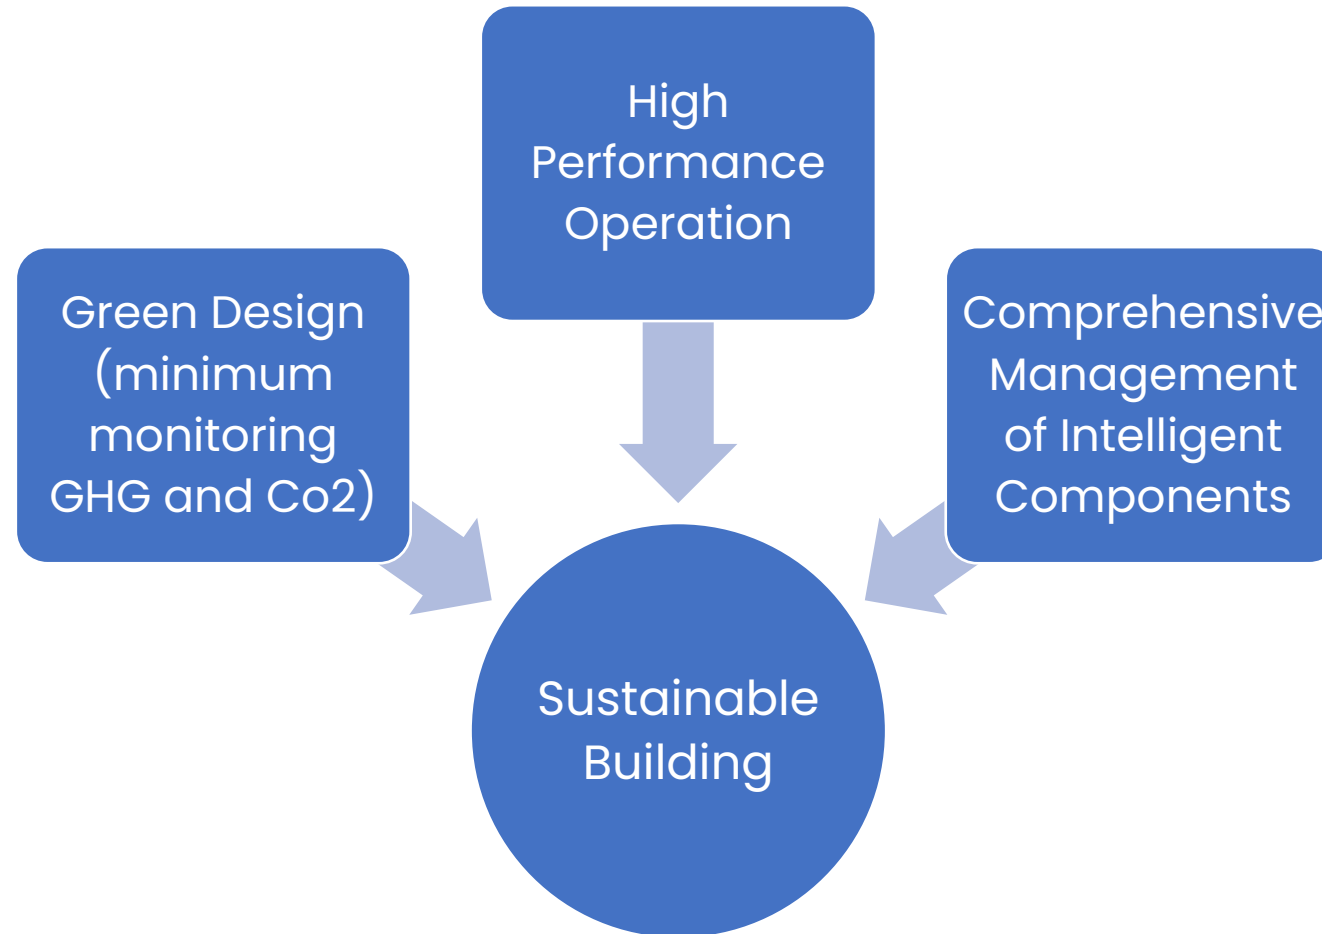 High
Performance
Operation
Green Design
(minimum
monitoring
GHG and Co2)
Comprehensive
Management
of Intelligent
Components
Sustainable
Building